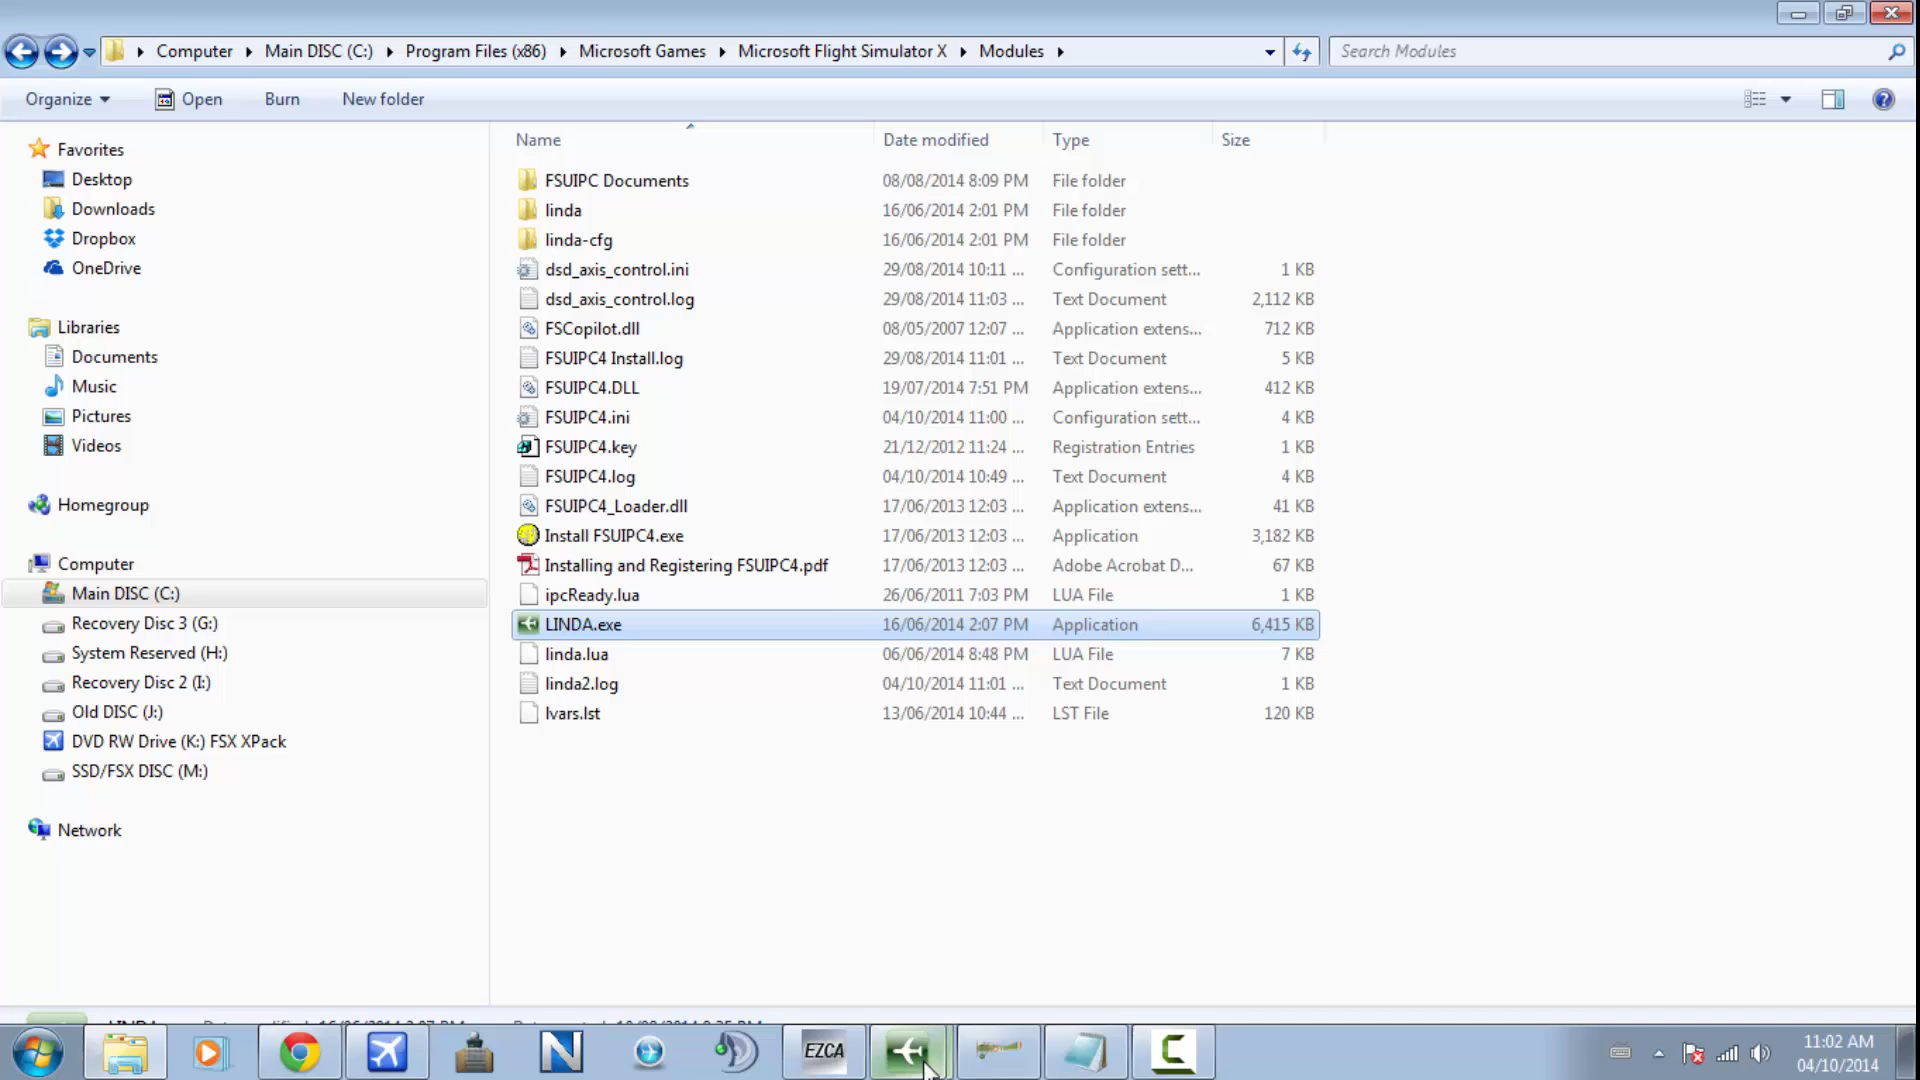 Computer Main DISC (C:) Program Files (x86) Microsoft Games Microsoft Flight Simulator X Modules Search Modules
Organize Open Burn New folder
Name Date modified Type Size
Favorites
Desktop
Downloads
Dropbox
OneDrive
Libraries
Documents
Music
Pictures
Videos
Homegroup
Computer
Main DISC (C:)
Recovery Disc 3 (G:)
System Reserved (H:)
Recovery Disc 2 (I:)
Old DISC (J:)
DVD RW Drive (K:) FSX XPack
SSD/FSX DISC (M:)
Network
FSUIPC Documents 08/08/2014 8:09 PM File folder
linda 16/06/2014 2:01 PM File folder
linda-cfg 16/06/2014 2:01 PM File folder
dsd_axis_control.ini 29/08/2014 10:11 ... Configuration sett... 1 KB
dsd_axis_control.log 29/08/2014 11:03 ... Text Document 2,112 KB
FSCopilot.dll 08/05/2007 12:07 ... Application extens... 712 KB
FSUIPC4 Install.log 29/08/2014 11:01 ... Text Document 5 KB
FSUIPC4.DLL 19/07/2014 7:51 PM Application extens... 412 KB
FSUIPC4.ini 04/10/2014 11:00 ... Configuration sett... 4 KB
FSUIPC4.key 21/12/2012 11:24 ... Registration Entries 1 KB
FSUIPC4.log 04/10/2014 10:49 ... Text Document 4 KB
FSUIPC4_Loader.dll 17/06/2013 12:03 ... Application extens... 41 KB
Install FSUIPC4.exe 17/06/2013 12:03 ... Application 3,182 KB
Installing and Registering FSUIPC4.pdf 17/06/2013 12:03 ... Adobe Acrobat D... 67 KB
ipcReady.lua 26/06/2011 7:03 PM LUA File 1 KB
LINDA.exe 16/06/2014 2:07 PM Application 6,415 KB
linda.lua 06/06/2014 8:48 PM LUA File 7 KB
linda2.log 04/10/2014 11:01 ... Text Document 1 KB
lvars.lst 13/06/2014 10:44 ... LST File 120 KB
EZCA
11:02 AM
04/10/2014